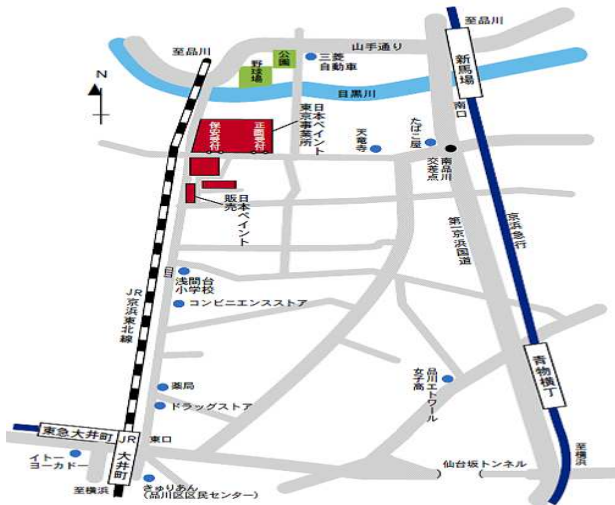 至品川
山手通り
至品川
公園
野球場
三菱
自動車
新馬場
目黒川
南口
N
保安受付
正面受付
日本ペイント
東京事業所
天竜寺
たばこ屋
南品川
交差点
日本ペイント
販売
第一京浜国道
京浜急行
浅間台
小学校
コンビニエンスストア
JR京浜東北線
青物横丁
品川エトワール
女子高
薬局
ドラッグストア
東急大井町
JR大井町
東口
イトー
ヨーカドー
至横浜
きゅりあん
(品川区区民センター)
仙台坂トンネル
至横浜